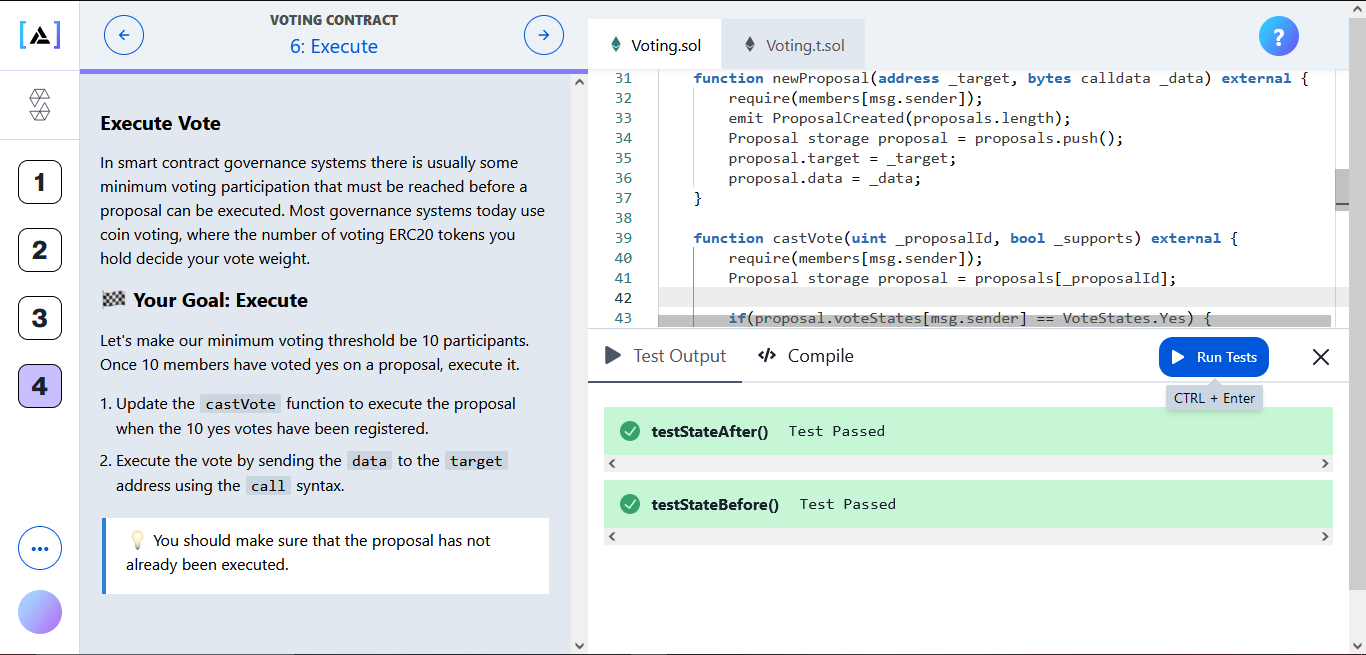 VOTING CONTRACT
6: Execute
Execute Vote
In smart contract governance systems there is usually some
minimum voting participation that must be reached before a
proposal can be executed. Most governance systems today use
coin voting, where the number of voting ERC20 tokens you
hold decide your vote weight.
Your Goal: Execute
Let's make our minimum voting threshold be 10 participants.
Once 10 members have voted yes on a proposal, execute it.
1. Update the castVote function to execute the proposal
when the 10 yes votes have been registered.
2. Execute the vote by sending the data to the target
address using the call syntax.
You should make sure that the proposal has not
already been executed.
1
2
3
4
Voting.sol
Voting.t.sol
?
31 function newProposal(address _target, bytes calldata _data) external {
32 require(members[msg.sender]);
33 emit ProposalCreated(proposals.length);
34 Proposal storage proposal = proposals.push();
35 proposal.target = _target;
36 proposal.data = _data;
37 }
38
39 function castVote(uint _proposalId, bool _supports) external {
40 require(members[msg.sender]);
41 Proposal storage proposal = proposals[_proposalId];
42
43 if(proposal.voteStates[msg.sender] == VoteStates.Yes) {
Test Output
</> Compile
Run Tests
CTRL + Enter
testStateAfter() Test Passed
testStateBefore() Test Passed